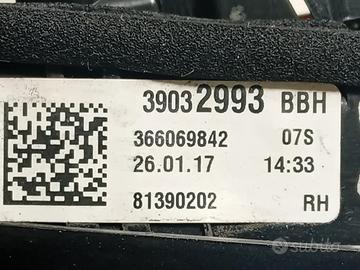 39032993 BBH
366069842 07S
26.01.17 14:33
81390202 RH
subito